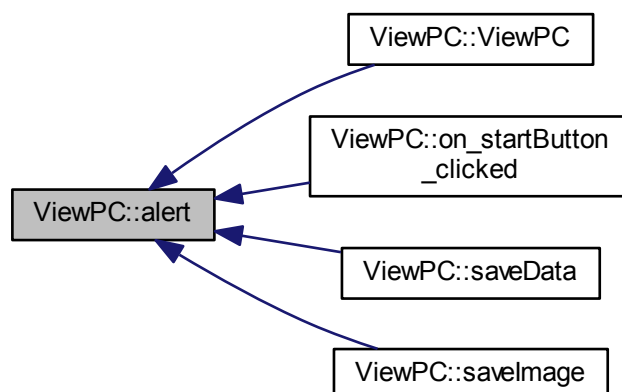 ViewPC::ViewPC
ViewPC::on_startButton
_clicked
ViewPC::alert
ViewPC::saveData
ViewPC::saveImage